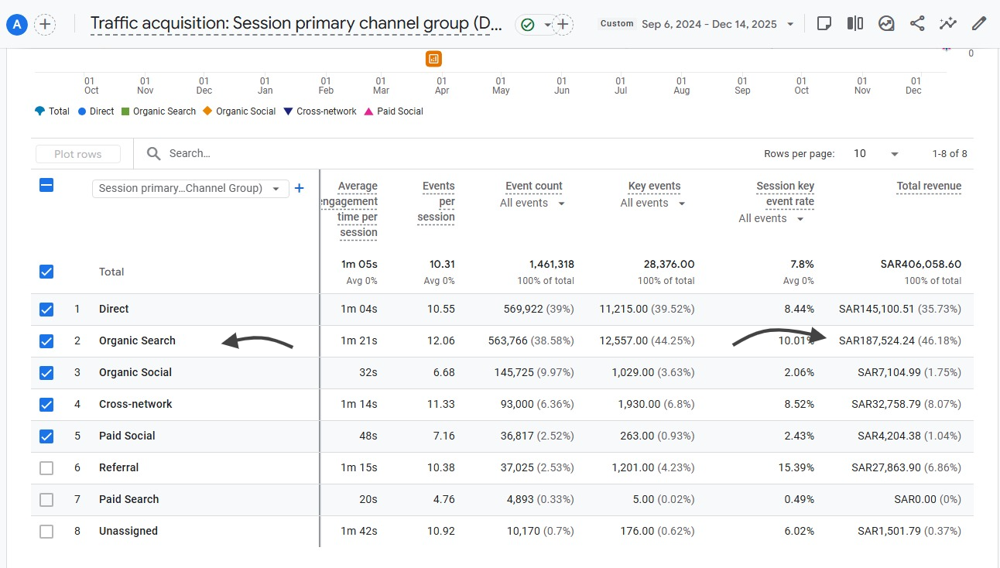 A
Traffic acquisition: Session primary channel group (D...
Custom Sep 6, 2024 - Dec 14, 2025
0
01 01 01 01 01 01 01 01 01 01 01 01 01 01 01
Oct Nov Dec Jan Feb Mar Apr May Jun Jul Aug Sep Oct Nov Dec
Total Direct Organic Search Organic Social Cross-network Paid Social
Plot rows Search... Rows per page: 10 1-8 of 8
Session primary...Channel Group)
Average
engagement
time per
session
Events
per
session
Event count
All events
Key events
All events
Session key
event rate
All events
Total revenue
Total 1m 05s 10.31 1,461,318 28,376.00 7.8% SAR406,058.60
Avg 0% Avg 0% 100% of total 100% of total Avg 0% 100% of total
1 Direct 1m 04s 10.55 569,922 (39%) 11,215.00 (39.52%) 8.44% SAR145,100.51 (35.73%)
2 Organic Search 1m 21s 12.06 563,766 (38.58%) 12,557.00 (44.25%) 10.01% SAR187,524.24 (46.18%)
3 Organic Social 32s 6.68 145,725 (9.97%) 1,029.00 (3.63%) 2.06% SAR7,104.99 (1.75%)
4 Cross-network 1m 14s 11.33 93,000 (6.36%) 1,930.00 (6.8%) 8.52% SAR32,758.79 (8.07%)
5 Paid Social 48s 7.16 36,817 (2.52%) 263.00 (0.93%) 2.43% SAR4,204.38 (1.04%)
6 Referral 1m 15s 10.38 37,025 (2.53%) 1,201.00 (4.23%) 15.39% SAR27,863.90 (6.86%)
7 Paid Search 20s 4.76 4,893 (0.33%) 5.00 (0.02%) 0.49% SAR0.00 (0%)
8 Unassigned 1m 42s 10.92 10,170 (0.7%) 176.00 (0.62%) 6.02% SAR1,501.79 (0.37%)